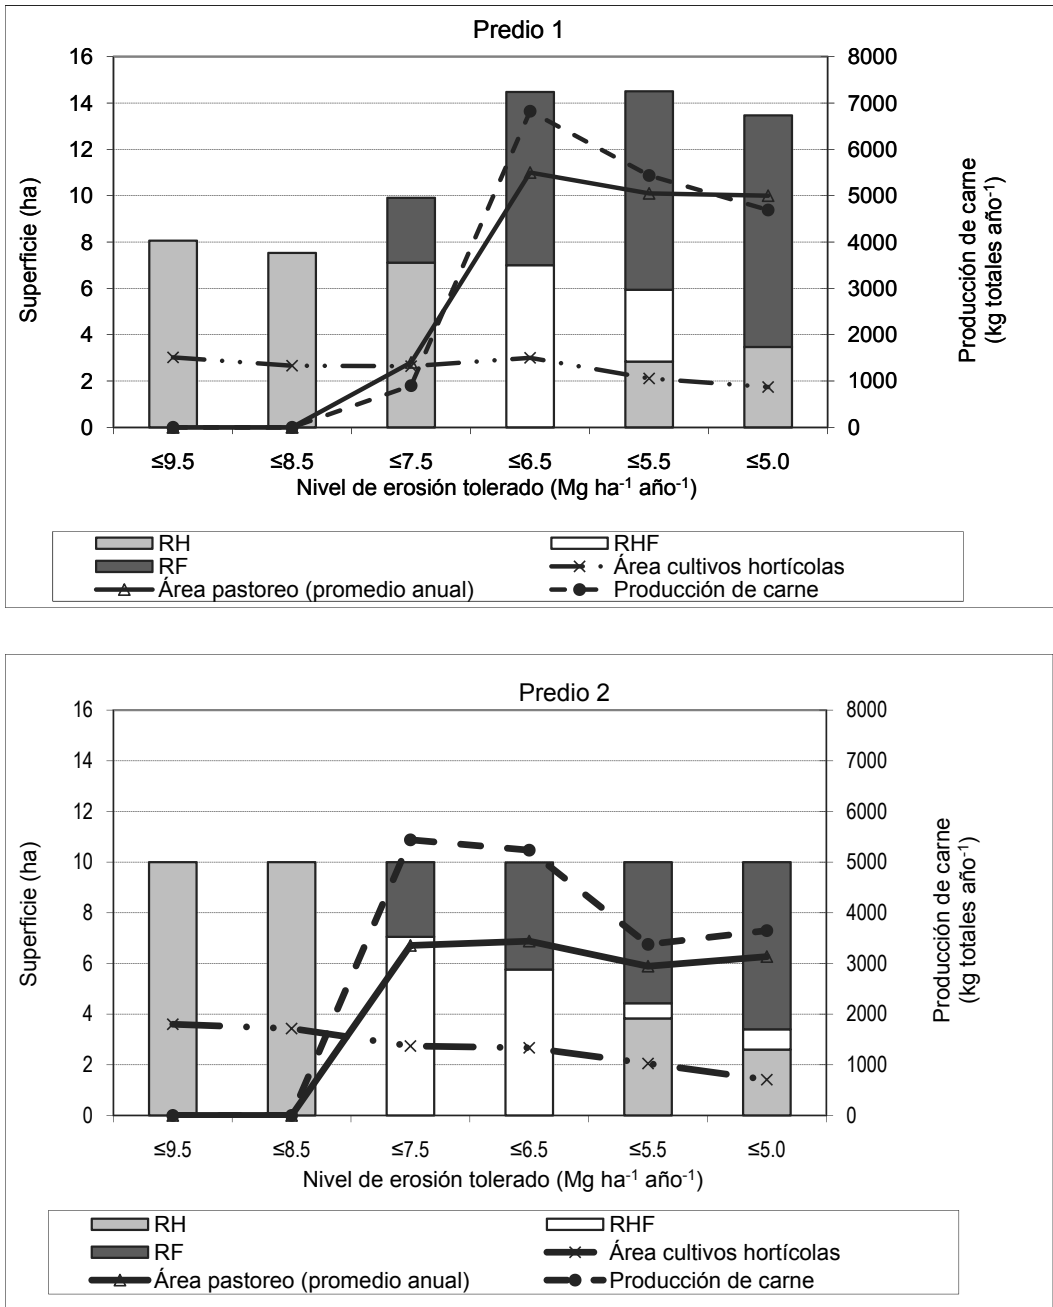 Predio 1
16
14
12
10
8
6
4
2
0
Superficie (ha)
8000
7000
6000
5000
4000
3000
2000
1000
0
Producción de carne
(kg totales año-1)
≤9.5 ≤8.5 ≤7.5 ≤6.5 ≤5.5 ≤5.0
Nivel de erosión tolerado (Mg ha-1 año-1)
RH RHF
RF Área cultivos hortícolas
Área pastoreo (promedio anual) Producción de carne
Predio 2
16
14
12
10
8
6
4
2
0
Superficie (ha)
8000
7000
6000
5000
4000
3000
2000
1000
0
Producción de carne
(kg totales año-1)
≤9.5 ≤8.5 ≤7.5 ≤6.5 ≤5.5 ≤5.0
Nivel de erosión tolerado (Mg ha-1 año-1)
RH RHF
RF Área cultivos hortícolas
Área pastoreo (promedio anual) Producción de carne